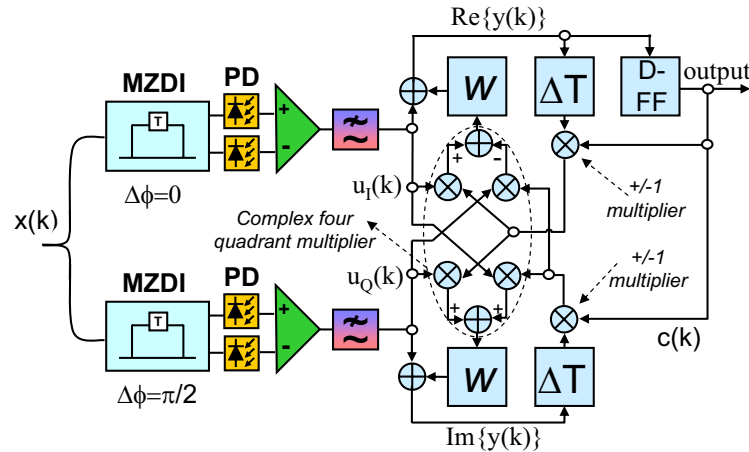 Re{y(k)}
MZDI
PD
T
+
-
Δϕ=0
w
ΔT
D-
FF
output
+
-
u_I(k)
+/-1
multiplier
x(k)
Complex four
quadrant multiplier
MZDI
PD
T
+
-
Δϕ=π/2
u_Q(k)
+
+
+/-1
multiplier
c(k)
w
ΔT
Im{y(k)}